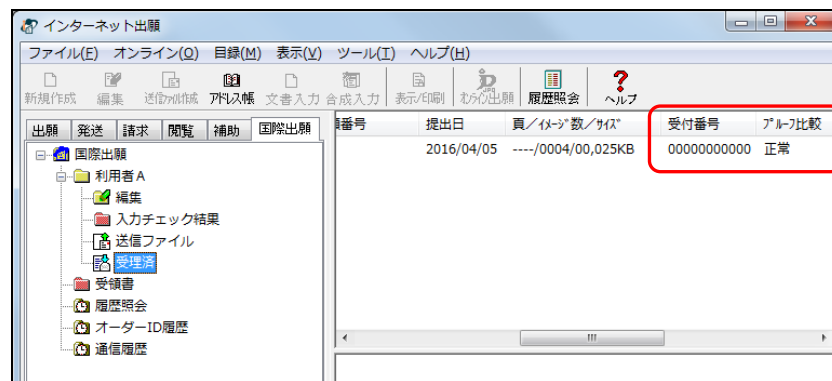 インターネット出願
ファイル(F) オンライン(O) 目録(M) 表示(V) ツール(T) ヘルプ(H)
新規作成 編集 送信ﾌｧｲﾙ作成 ｱﾄﾞﾚｽ帳 文書入力 合成入力 表示/印刷 ｵﾝﾗｲﾝ出願 履歴照会 ヘルプ
出願 発送 請求 閲覧 補助 国際出願
番号 提出日 頁／ｲﾒｰｼﾞ数／ｻｲｽﾞ 受付番号 ﾌﾟﾙｰﾌ比較
2016/04/05 ----/0004/00,025KB 00000000000 正常
国際出願
利用者A
編集
入力チェック結果
送信ファイル
受理済
受領書
履歴照会
オーダーID履歴
通信履歴